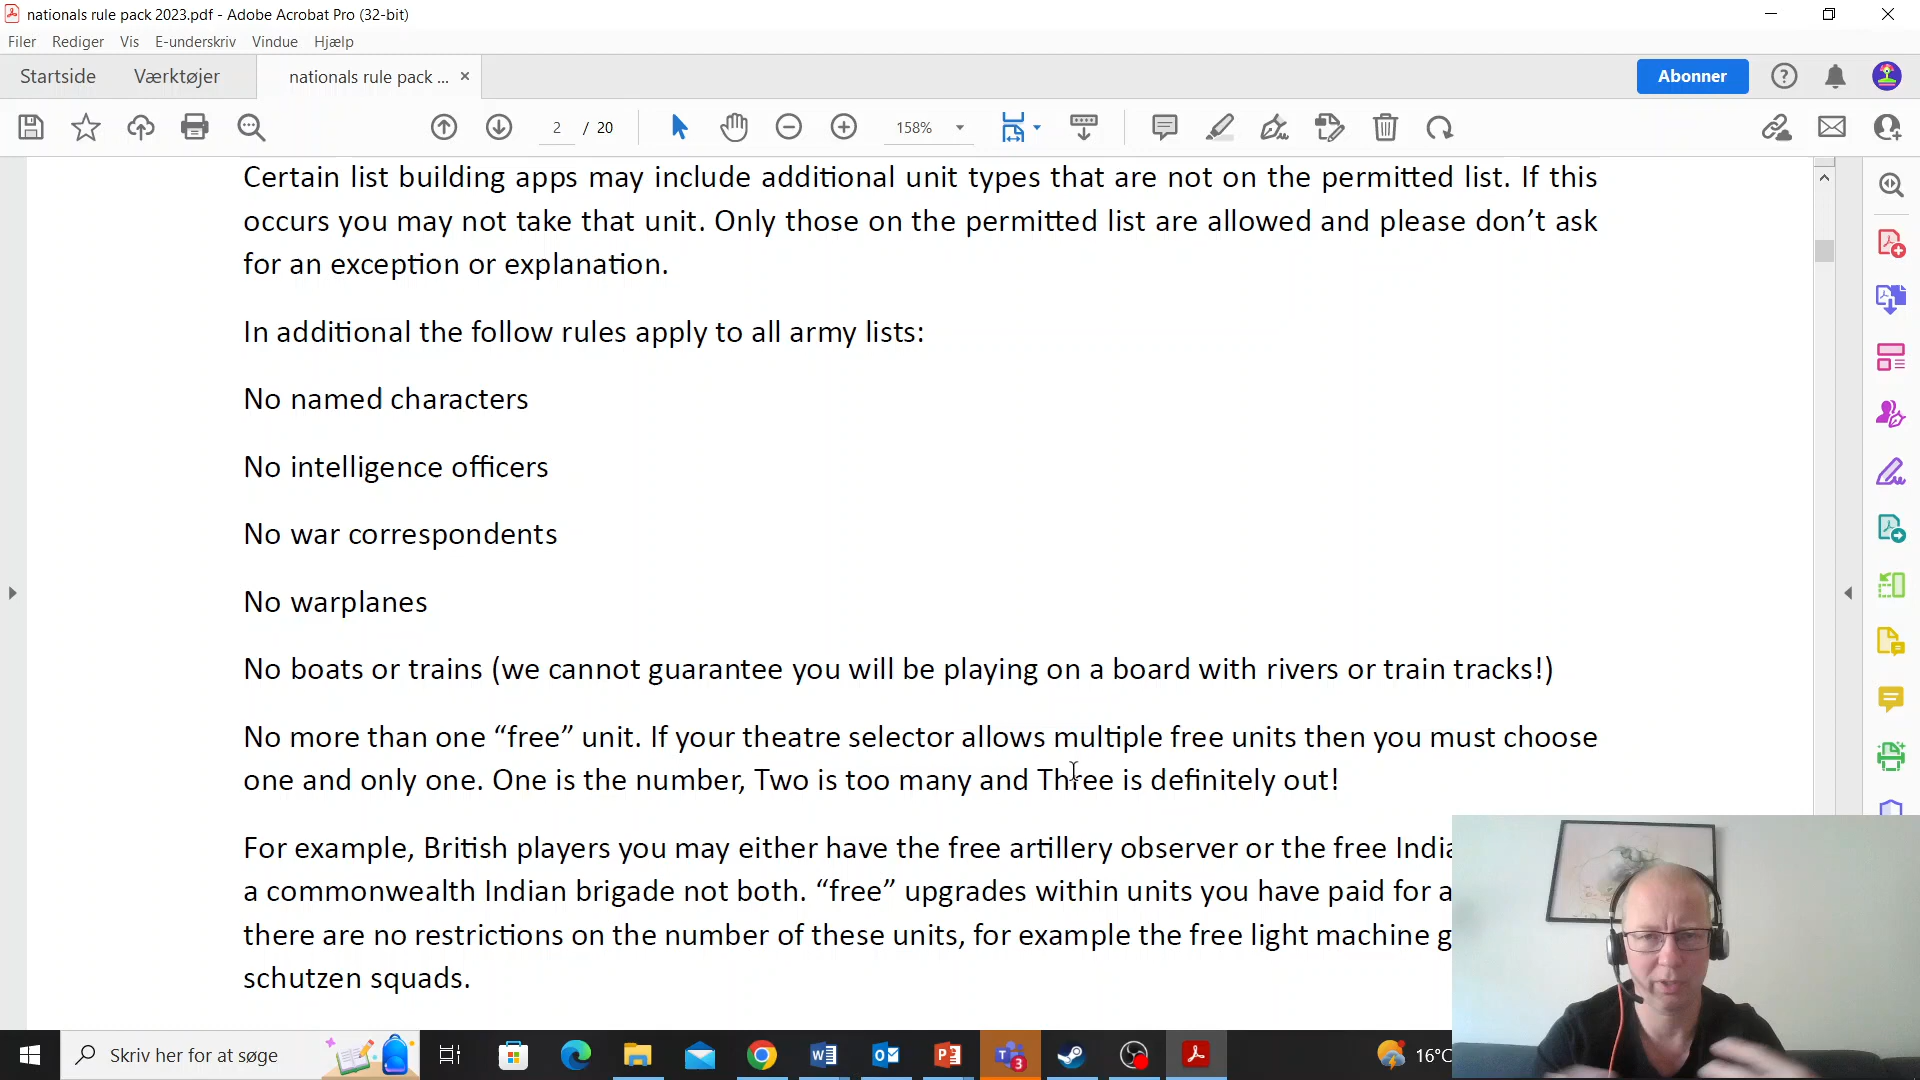 nationals rule pack 2023.pdf - Adobe Acrobat Pro (32-bit)
Filer Rediger Vis E-underskriv Vindue Hjælp
Startside Værktøjer nationals rule pack ... × Abonner
2 / 20 158%
Certain list building apps may include additional unit types that are not on the permitted list. If this
occurs you may not take that unit. Only those on the permitted list are allowed and please don’t ask
for an exception or explanation.
In additional the follow rules apply to all army lists:
No named characters
No intelligence officers
No war correspondents
No warplanes
No boats or trains (we cannot guarantee you will be playing on a board with rivers or train tracks!)
No more than one “free” unit. If your theatre selector allows multiple free units then you must choose
one and only one. One is the number, Two is too many and Three is definitely out!
For example, British players you may either have the free artillery observer or the free
a commonwealth Indian brigade not both. “free” upgrades within units you have paid for
there are no restrictions on the number of these units, for example the free light machine
schutzen squads.
Skriv her for at søge 3 16°C